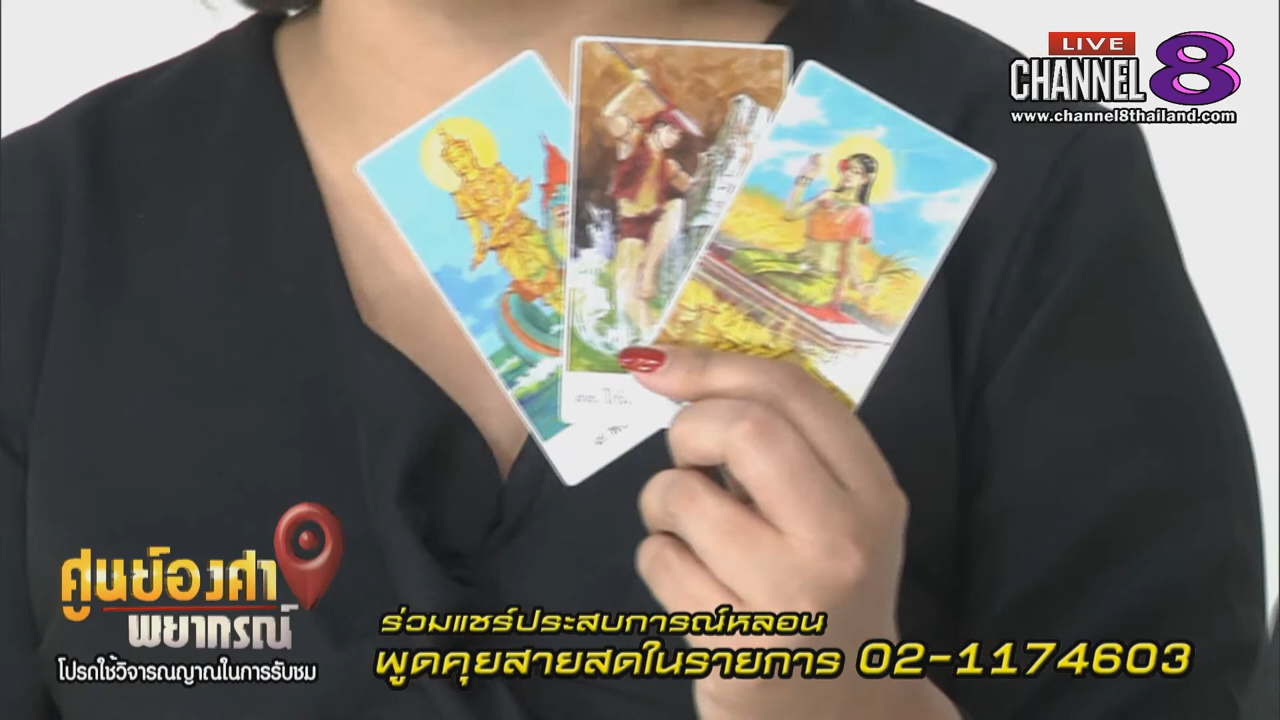 LIVE
CHANNEL 8
www.channel8thailand.com
ศูนย์องศา
พยากรณ์
โปรดใช้วิจารณญาณในการรับชม
ร่วมแชร์ประสบการณ์หลอน
พูดคุยสายสดในรายการ 02-1174603